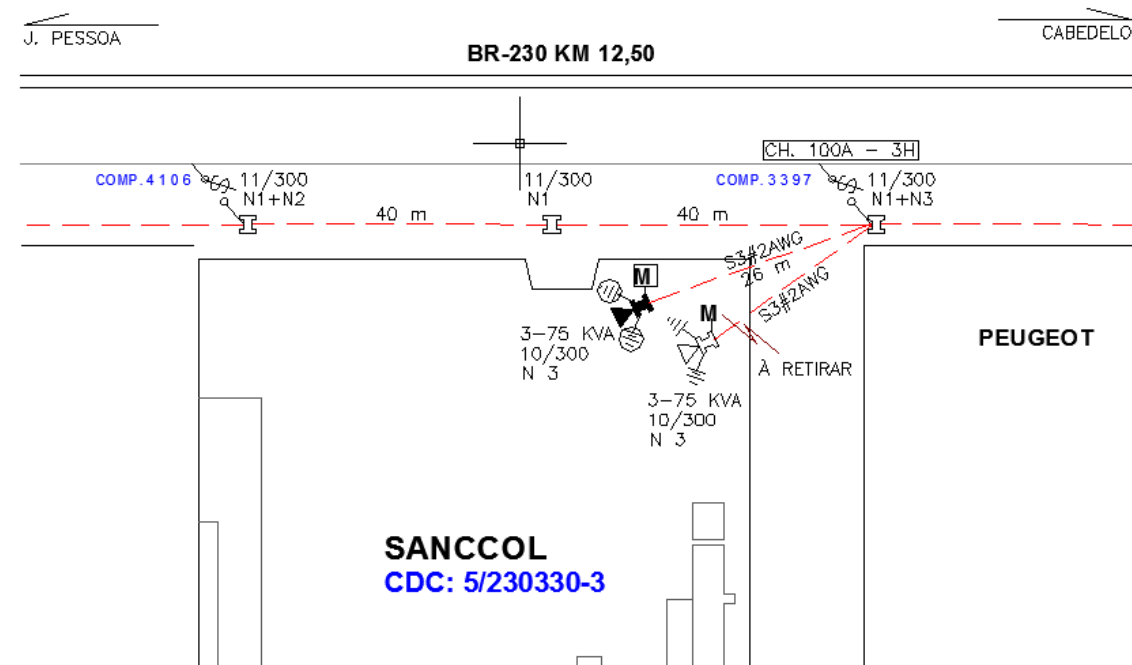 J. PESSOA
CABEDELO
BR-230 KM 12,50
CH. 100A - 3H
COMP.4106
11/300
N1+N2
11/300
N1
COMP.3397
11/300
N1+N3
40 m
40 m
S3#2AWG
26 m
S3#2AWG
M
M
3-75 KVA
10/300
N 3
À RETIRAR
PEUGEOT
3-75 KVA
10/300
N 3
SANCCOL
CDC: 5/230330-3